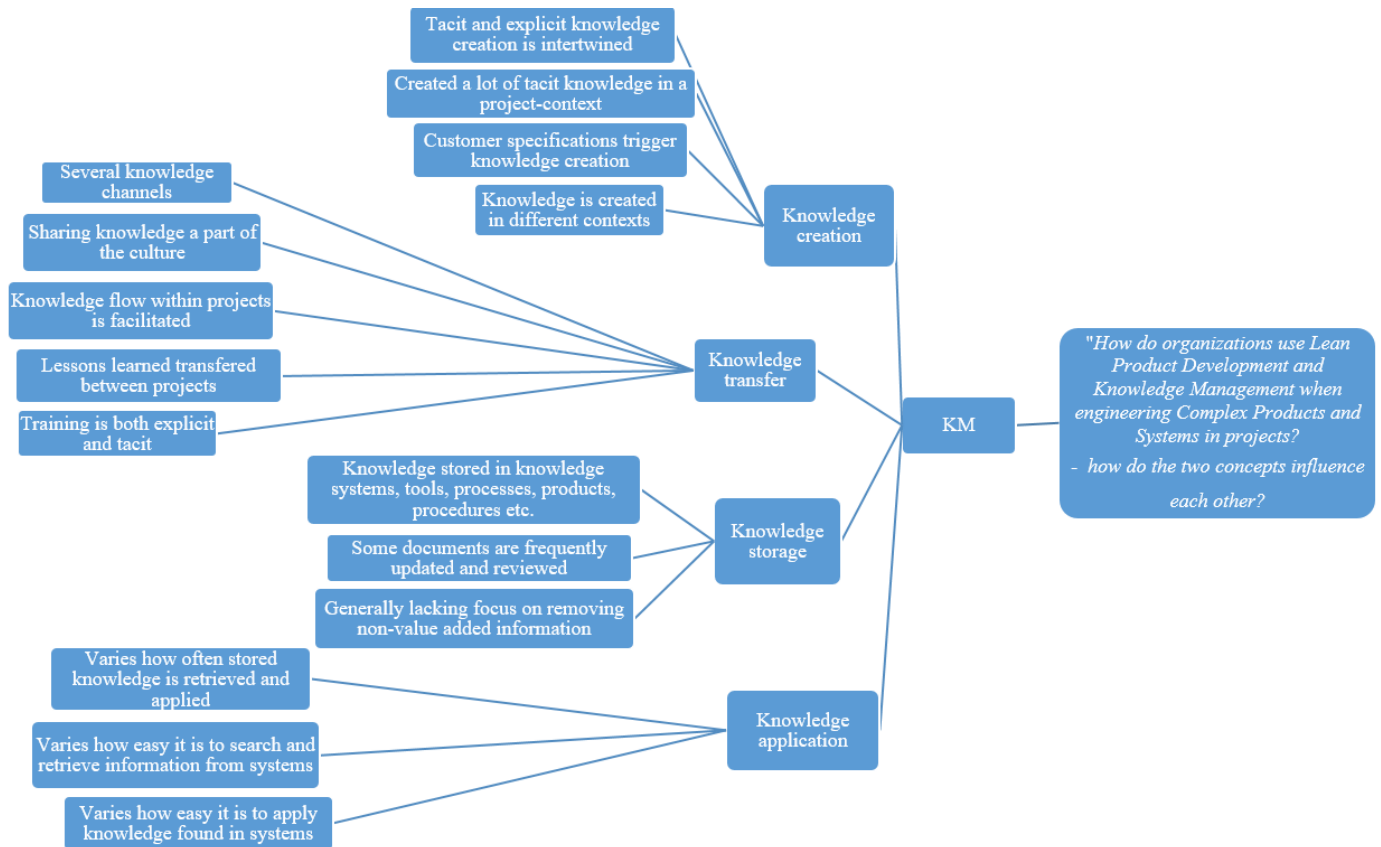 Tacit and explicit knowledge
creation is intertwined
Created a lot of tacit knowledge in a
project-context
Customer specifications trigger
knowledge creation
Knowledge is created
in different contexts
Knowledge
creation
Several knowledge
channels
Sharing knowledge a part of
the culture
Knowledge flow within projects
is facilitated
Lessons learned transfered
between projects
Training is both explicit
and tacit
Knowledge
transfer
Knowledge stored in knowledge
systems, tools, processes, products,
procedures etc.
Some documents are frequently
updated and reviewed
Generally lacking focus on removing
non-value added information
Knowledge
storage
Varies how often stored
knowledge is retrieved and
applied
Varies how easy it is to search and
retrieve information from systems
Varies how easy it is to apply
knowledge found in systems
Knowledge
application
KM
"How do organizations use Lean
Product Development and
Knowledge Management when
engineering Complex Products and
Systems in projects?
- how do the two concepts influence
each other?